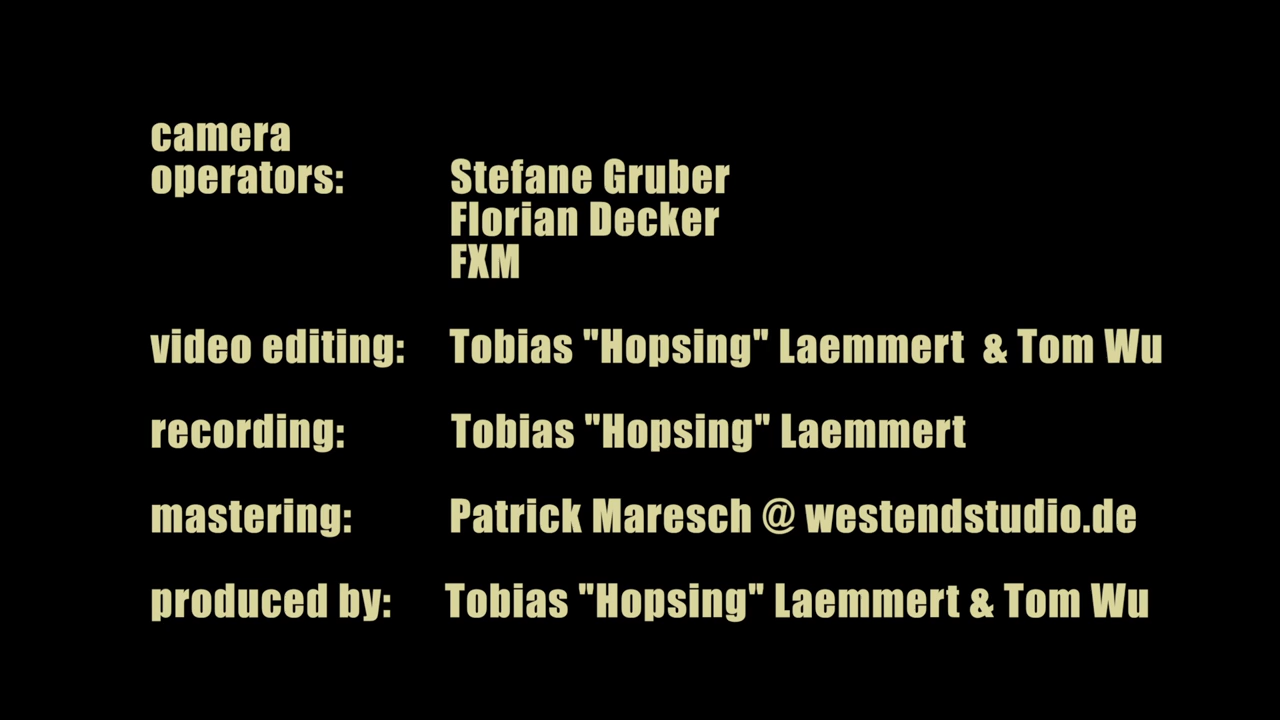 camera
operators: Stefane Gruber
Florian Decker
FXM
video editing: Tobias "Hopsing" Laemmert & Tom Wu
recording: Tobias "Hopsing" Laemmert
mastering: Patrick Maresch @ westendstudio.de
produced by: Tobias "Hopsing" Laemmert & Tom Wu